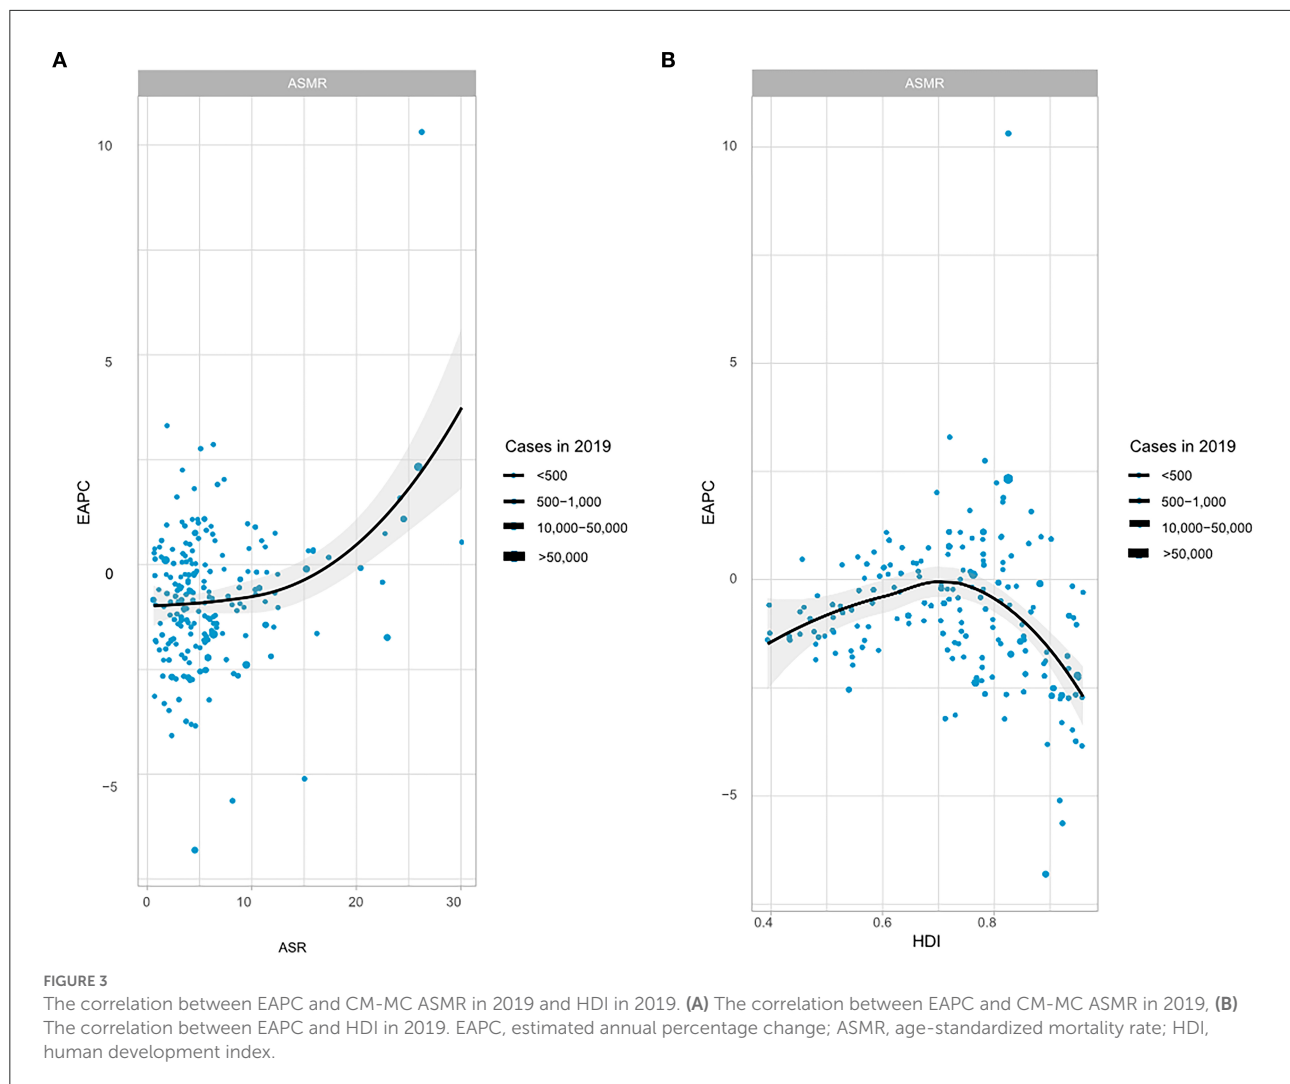 A
ASMR
10
5
0
−5
EAPC
0
10
20
30
ASR
Cases in 2019
<500
500−1,000
10,000−50,000
>50,000
B
ASMR
10
5
0
−5
EAPC
0.4
0.6
0.8
HDI
Cases in 2019
<500
500−1,000
10,000−50,000
>50,000
FIGURE 3
The correlation between EAPC and CM-MC ASMR in 2019 and HDI in 2019. (A) The correlation between EAPC and CM-MC ASMR in 2019, (B)
The correlation between EAPC and HDI in 2019. EAPC, estimated annual percentage change; ASMR, age-standardized mortality rate; HDI,
human development index.